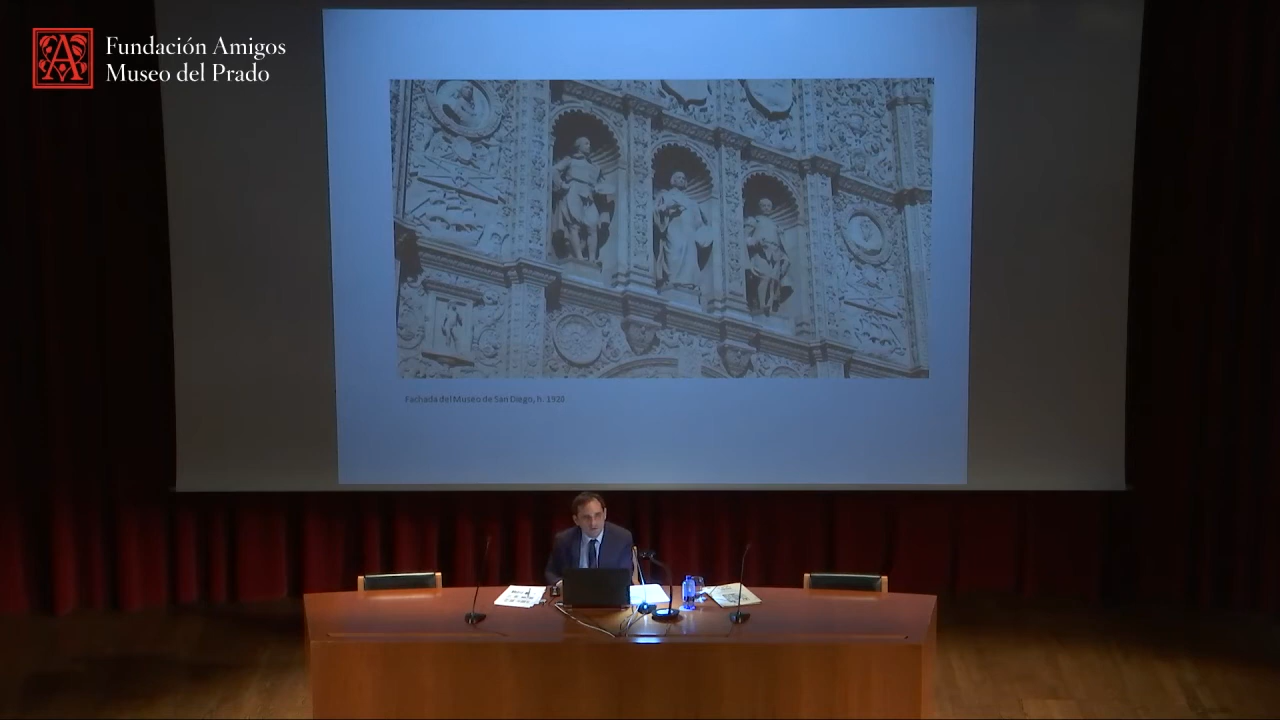 Fundación Amigos
Museo del Prado
Fachada del Museo de San Diego, h. 1920